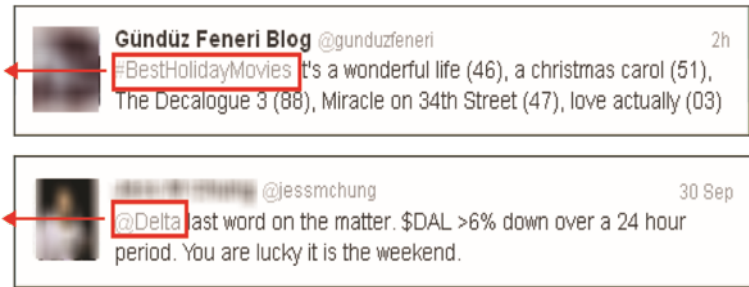 Gündüz Feneri Blog @gunduzfeneri 2h
#BestHolidayMovies It's a wonderful life (46), a christmas carol (51),
The Decalogue 3 (88), Miracle on 34th Street (47), love actually (03)
@jessmchung 30 Sep
@Delta last word on the matter. $DAL >6% down over a 24 hour
period. You are lucky it is the weekend.